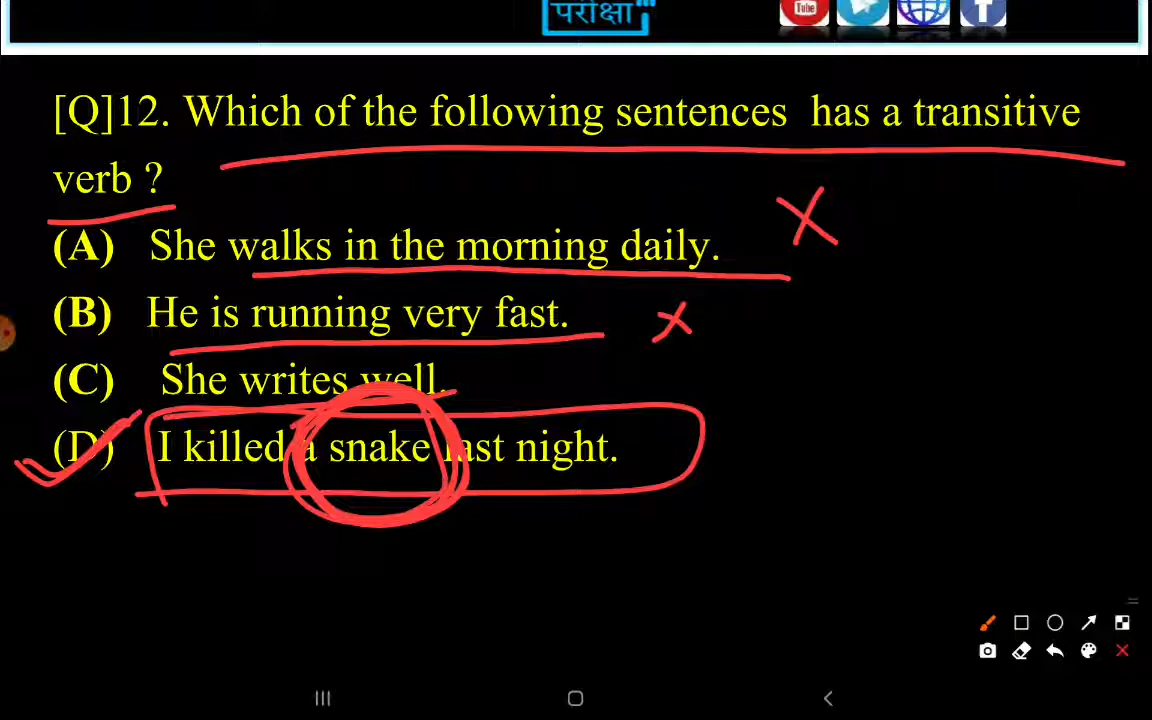 परीक्षा
Tube
[Q]12. Which of the following sentences has a transitive
verb ?
(A) She walks in the morning daily.
(B) He is running very fast.
(C) She writes well.
(D) I killed a snake last night.